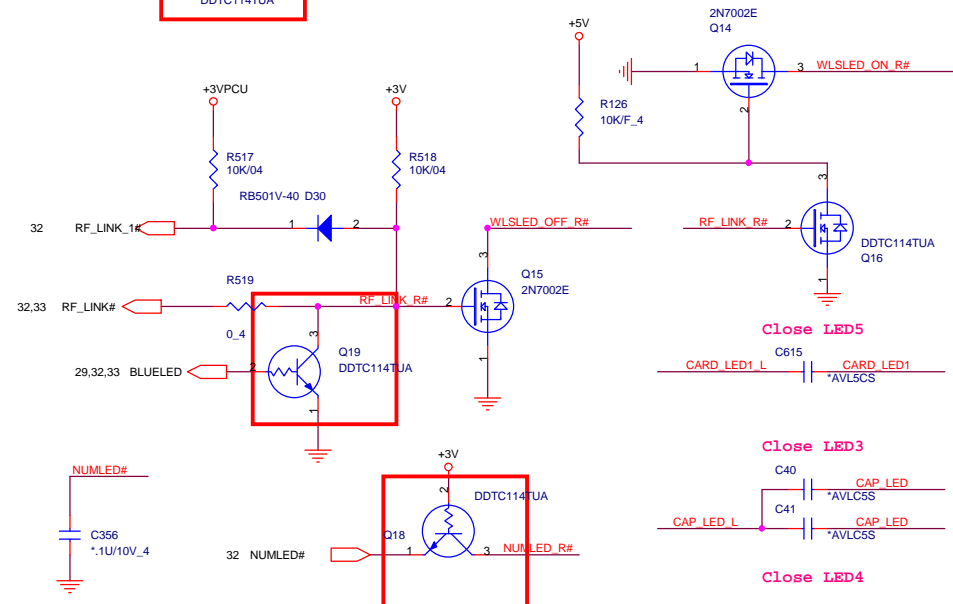 DDTC114TUA
2N7002E
Q14
+5V
1
3
WLSLED_ON_R#
2
R126
10K/F_4
+3VPCU
+3V
R517
10K/04
R518
10K/04
RB501V-40 D30
3
32
RF_LINK_1#
1
2
WLSLED_OFF_R#
RF_LINK_R#
2
DDTC114TUA
Q16
1
3
Q15
2N7002E
R519
32,33
RF_LINK#
RF_LINK_R#
2
0_4
3
Q19
DDTC114TUA
1
29,32,33 BLUELED
2
1
Close LED5
C615
CARD_LED1_L
CARD_LED1
*AVL5CS
Close LED3
+3V
NUMLED#
C40
CAP_LED
*AVLC5S
2
DDTC114TUA
C41
CAP_LED_L
CAP_LED
*AVLC5S
C356
*.1U/10V_4
Q18
32 NUMLED#
1
3
NUMLED_R#
Close LED4